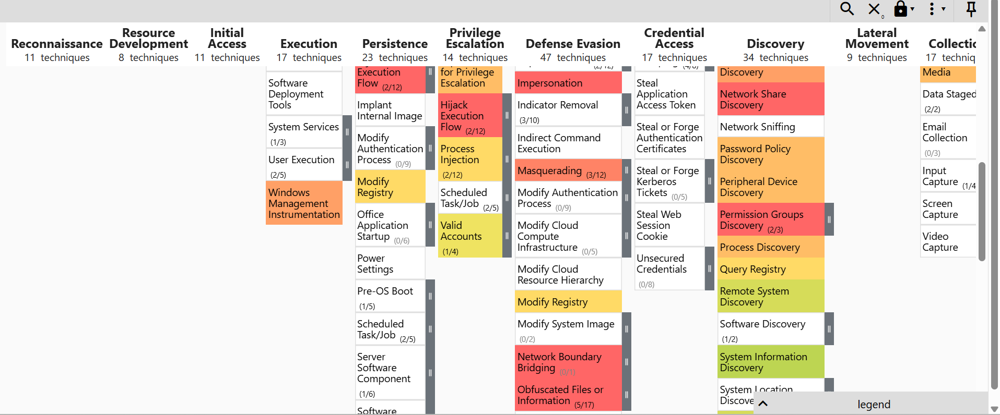 0
Reconnaissance
11 techniques
Resource
Development
8 techniques
Initial
Access
11 techniques
Execution
17 techniques
Persistence
23 techniques
Privilege
Escalation
14 techniques
Defense Evasion
47 techniques
Credential
Access
17 techniques
Discovery
34 techniques
Lateral
Movement
9 techniques
Collectio
17 techniq
Software
Deployment
Tools
System Services
(1/3)
User Execution
(2/5)
Windows
Management
Instrumentation
Execution
Flow (2/12)
Implant
Internal Image
Modify
Authentication
Process (0/9)
Modify
Registry
Office
Application
Startup (0/6)
Power
Settings
Pre-OS Boot
(1/5)
Scheduled
Task/Job (2/5)
Server
Software
Component
(1/6)
Software
for Privilege
Escalation
Hijack
Execution
Flow (2/12)
Process
Injection
(2/12)
Scheduled
Task/Job (2/5)
Valid
Accounts
(1/4)
(2/12)
Impersonation
Indicator Removal
(3/10)
Indirect Command
Execution
Masquerading (3/12)
Modify Authentication
Process (0/9)
Modify Cloud
Compute
Infrastructure (0/5)
Modify Cloud
Resource Hierarchy
Modify Registry
Modify System Image
(0/2)
Network Boundary
Bridging (0/1)
Obfuscated Files or
Information (5/17)
(4/8)
Steal
Application
Access Token
Steal or Forge
Authentication
Certificates
Steal or Forge
Kerberos
Tickets (0/5)
Steal Web
Session
Cookie
Unsecured
Credentials
(0/8)
Discovery
Network Share
Discovery
Network Sniffing
Password Policy
Discovery
Peripheral Device
Discovery
Permission Groups
Discovery (2/3)
Process Discovery
Query Registry
Remote System
Discovery
Software Discovery
(1/2)
System Information
Discovery
System Location
Discove
Media
Data Staged
(2/2)
Email
Collection
(0/3)
Input
Capture (1/4
Screen
Capture
Video
Capture
legend